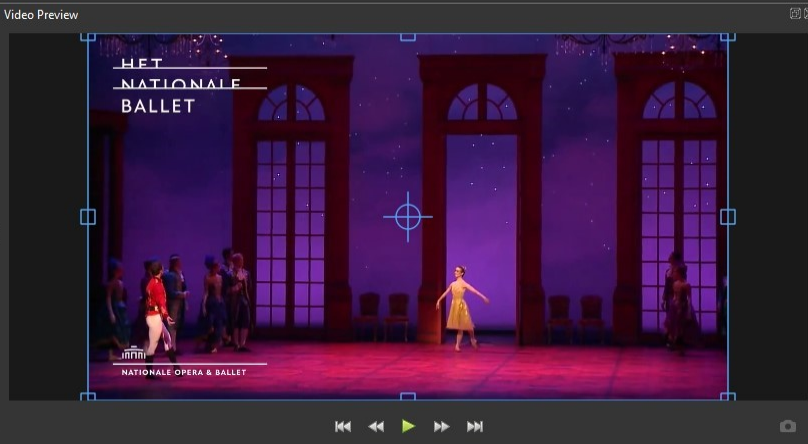 Video Preview
HET
NATIONALE
BALLET
NATIONALE OPERA & BALLET